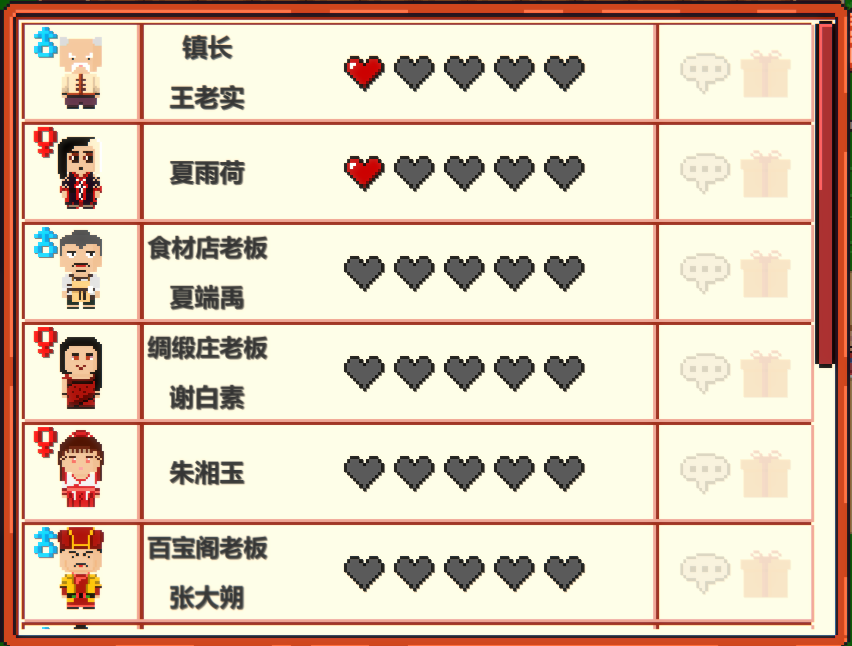 镇长
王老实
夏雨荷
食材店老板
夏端禹
绸缎庄老板
谢白素
朱湘玉
百宝阁老板
张大朔